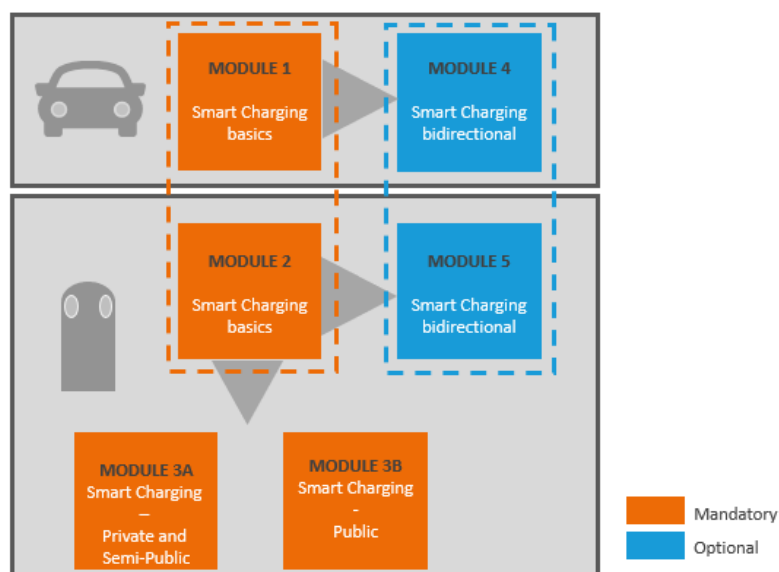 MODULE 1
Smart Charging
basics
MODULE 4
Smart Charging
bidirectional
MODULE 2
Smart Charging
basics
MODULE 5
Smart Charging
bidirectional
MODULE 3A
Smart Charging
–
Private and
Semi-Public
MODULE 3B
Smart Charging
-
Public
Mandatory
Optional